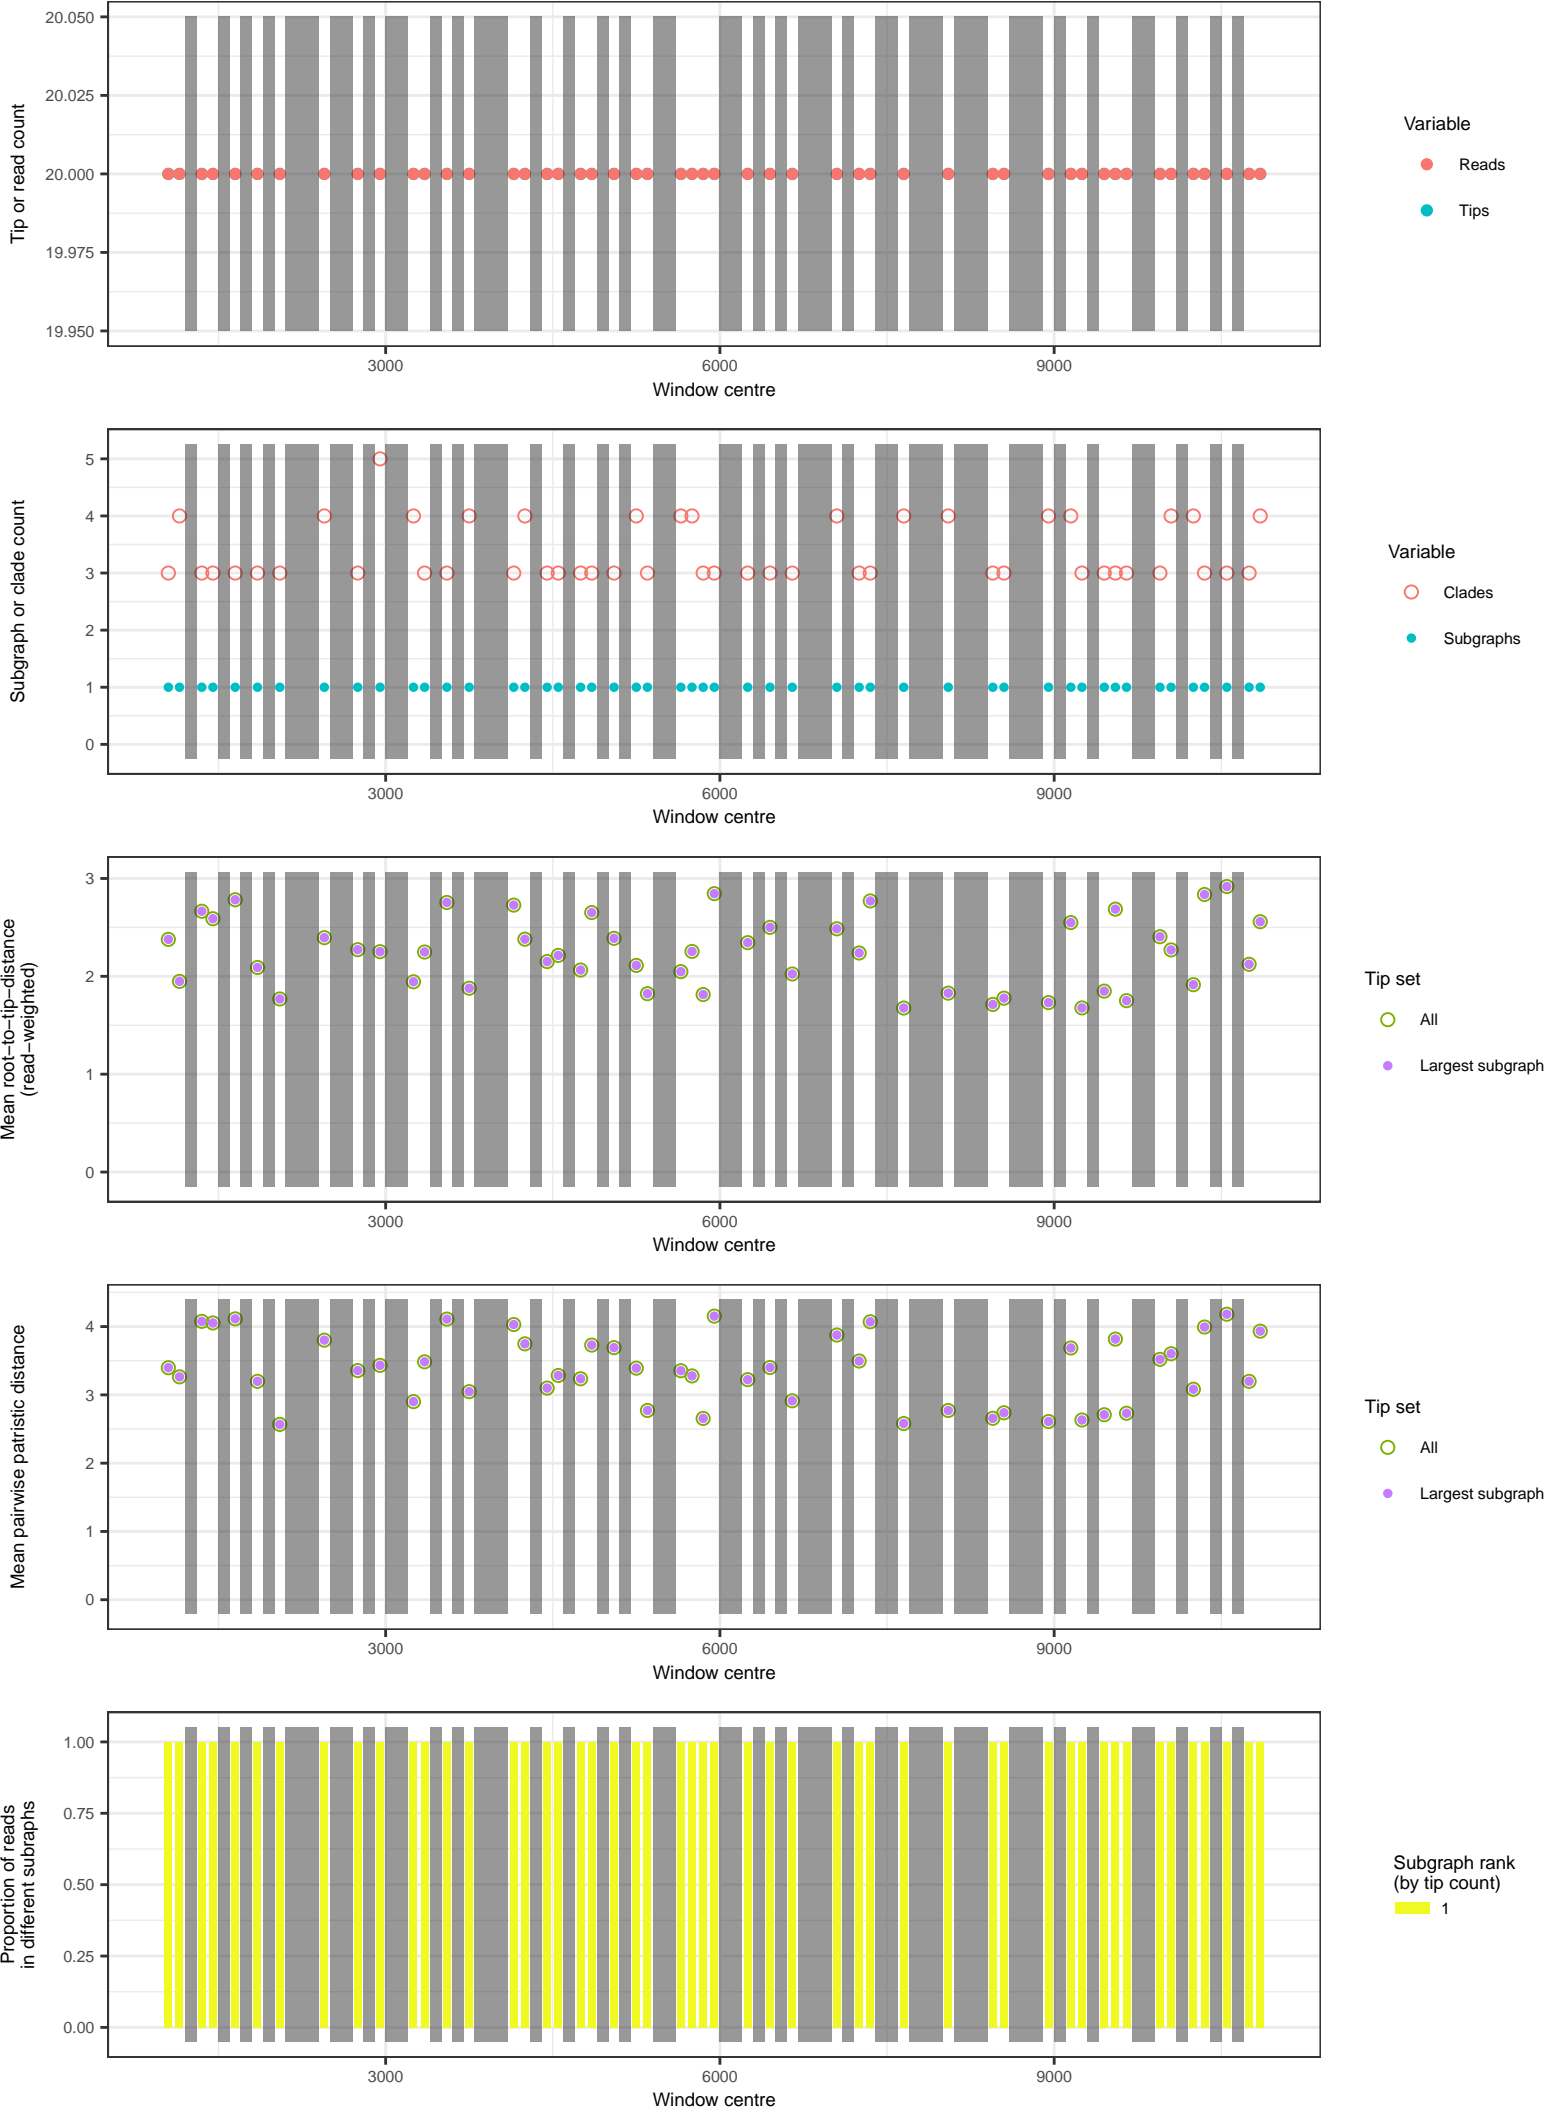 20.050
20.025
20.000
19.975
19.950
Tip or read count
3000
6000
9000
Window centre
Variable
Reads
Tips
5
4
3
2
1
0
Subgraph or clade count
3000
6000
9000
Window centre
Variable
Clades
Subgraphs
3
2
1
0
Mean root−to−tip−distance
(read−weighted)
3000
6000
9000
Window centre
Tip set
All
Largest subgraph
4
3
2
1
0
Mean pairwise patristic distance
3000
6000
9000
Window centre
Tip set
All
Largest subgraph
1.00
0.75
0.50
0.25
0.00
Proportion of reads
in different subraphs
3000
6000
9000
Window centre
Subgraph rank
(by tip count)
1